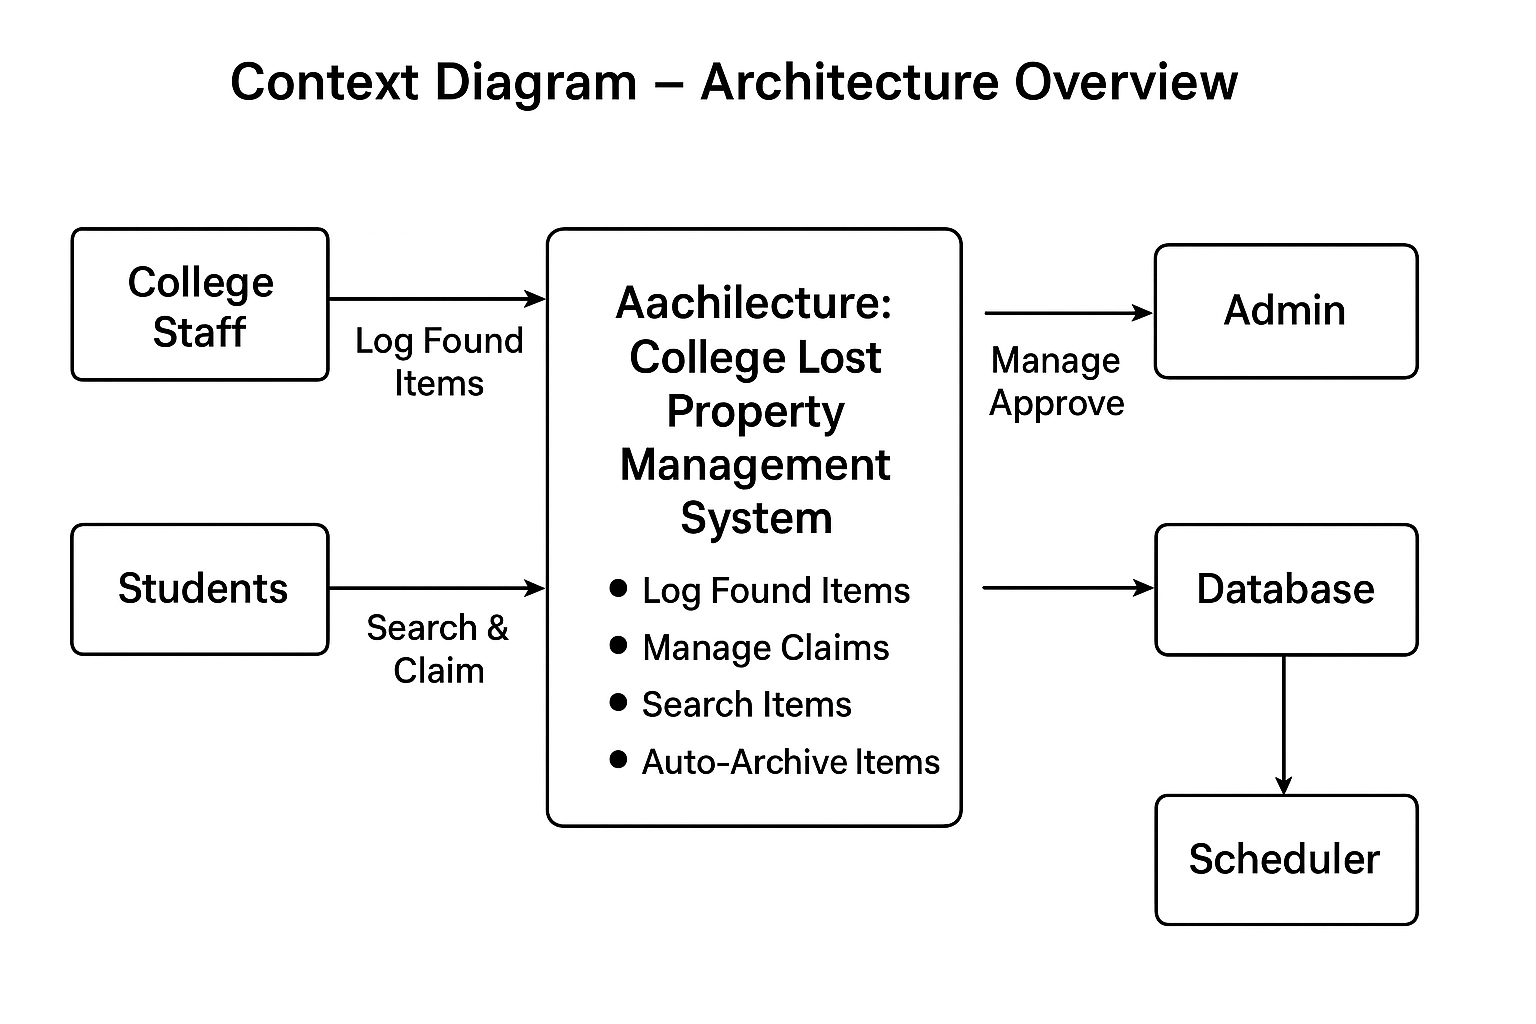 Context Diagram – Architecture Overview
College
Staff
Log Found
Items
Students
Search &
Claim
Aachilecture:
College Lost
Property
Management
System
● Log Found Items
● Manage Claims
● Search Items
● Auto-Archive Items
Manage
Approve
Admin
Database
Scheduler